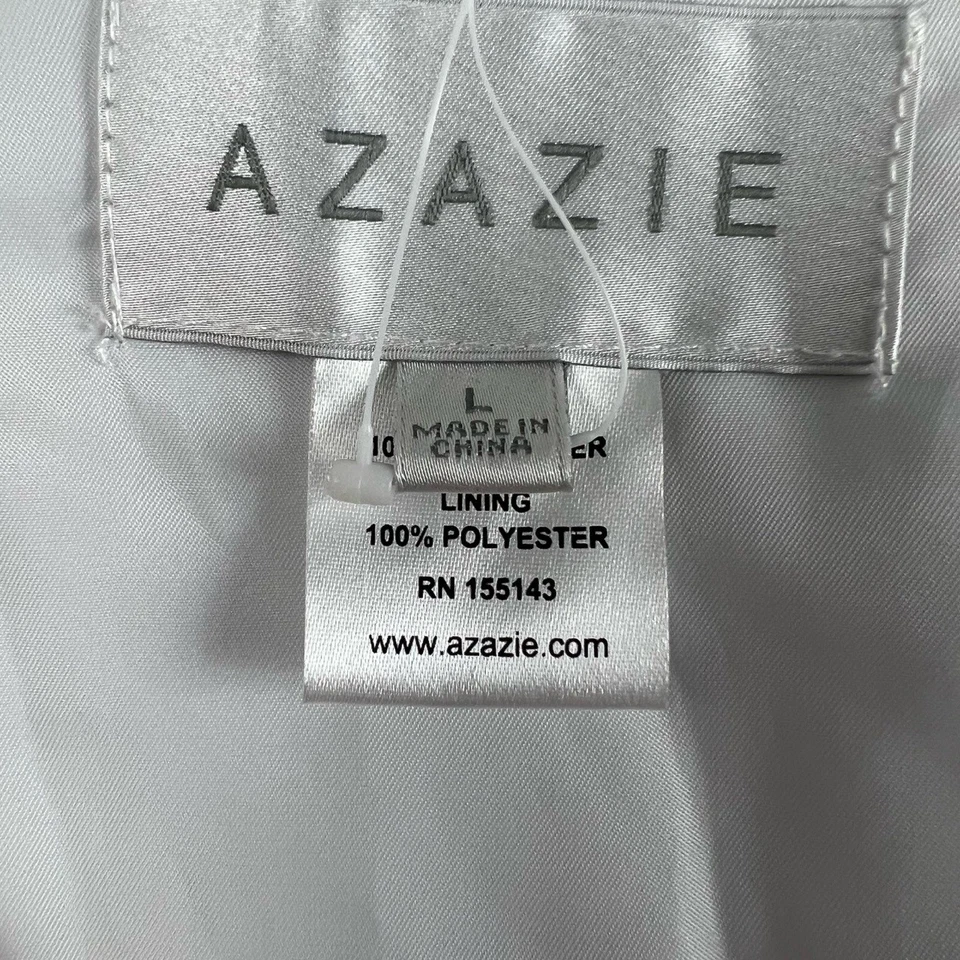 AZAZIE
L
MADE IN
CHINA
LINING
100% POLYESTER
RN 155143
www.azazie.com